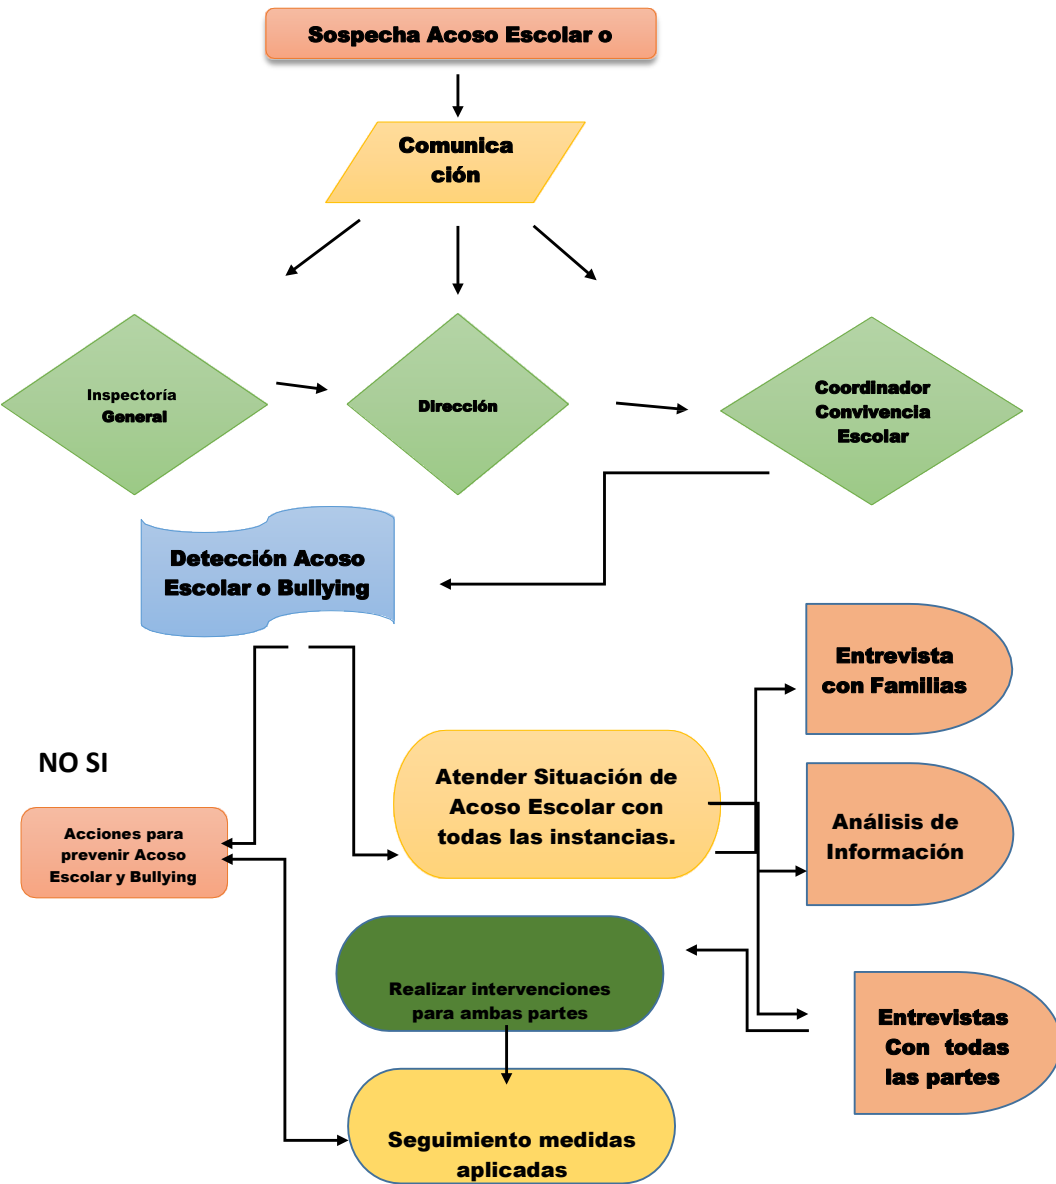 Sospecha Acoso Escolar o
Comunica
ción
Inspectoría
General
Dirección
Coordinador
Convivencia
Escolar
Detección Acoso
Escolar o Bullying
Entrevista
con Familias
NO SI
Atender Situación de
Acoso Escolar con
todas las instancias.
Análisis de
Información
Acciones para
prevenir Acoso
Escolar y Bullying
Realizar intervenciones
para ambas partes
Entrevistas
Con todas
las partes
Seguimiento medidas
aplicadas